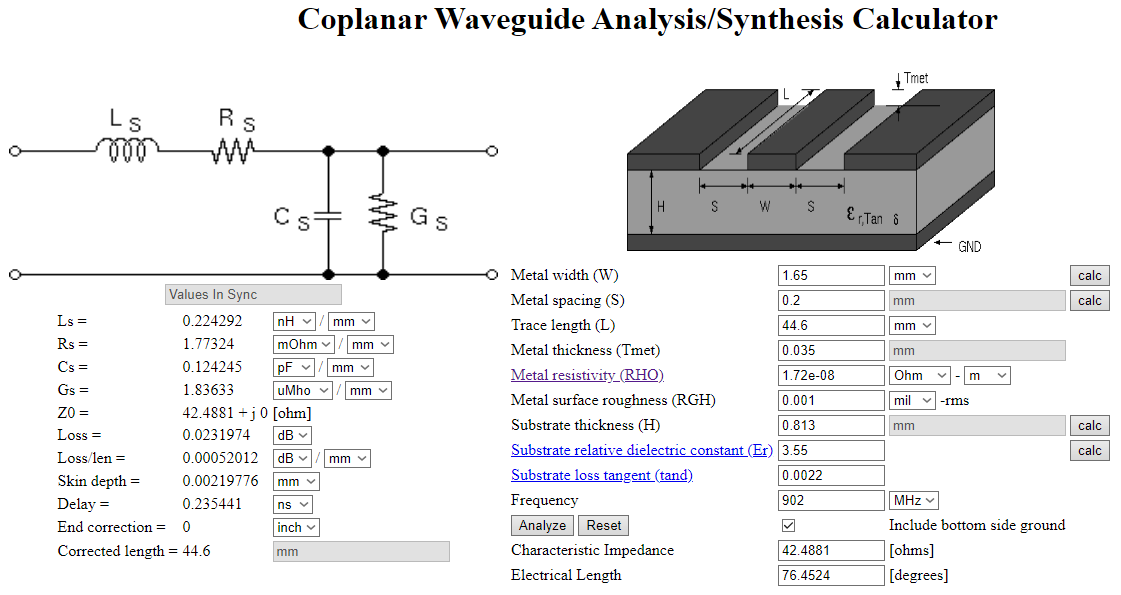 Coplanar Waveguide Analysis/Synthesis Calculator
L S
R S
C S
G S
Tmet
L
H
S
W
S
εr,Tan δ
GND
Values In Sync
Ls = 0.224292 nH / mm
Rs = 1.77324 mOhm / mm
Cs = 0.124245 pF / mm
Gs = 1.83633 uMho / mm
Z0 = 42.4881 + j 0 [ohm]
Loss = 0.0231974 dB
Loss/len = 0.00052012 dB / mm
Skin depth = 0.00219776 mm
Delay = 0.235441 ns
End correction = 0 inch
Corrected length = 44.6 mm
Metal width (W) 1.65 mm calc
Metal spacing (S) 0.2 mm calc
Trace length (L) 44.6 mm
Metal thickness (Tmet) 0.035 mm
Metal resistivity (RHO) 1.72e-08 Ohm - m
Metal surface roughness (RGH) 0.001 mil -rms
Substrate thickness (H) 0.813 mm calc
Substrate relative dielectric constant (Er) 3.55 calc
Substrate loss tangent (tand) 0.0022
Frequency 902 MHz
Analyze Reset Include bottom side ground
Characteristic Impedance 42.4881 [ohms]
Electrical Length 76.4524 [degrees]